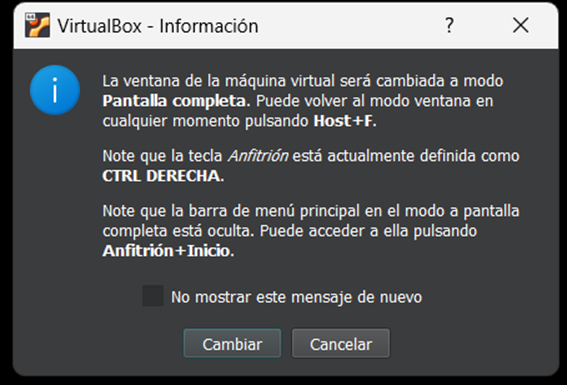 VirtualBox - Información
La ventana de la máquina virtual será cambiada a modo
Pantalla completa. Puede volver al modo ventana en
cualquier momento pulsando Host+F.
Note que la tecla Anfitrión está actualmente definida como
CTRL DERECHA.
Note que la barra de menú principal en el modo a pantalla
completa está oculta. Puede acceder a ella pulsando
Anfitrión+Inicio.
No mostrar este mensaje de nuevo
Cambiar
Cancelar